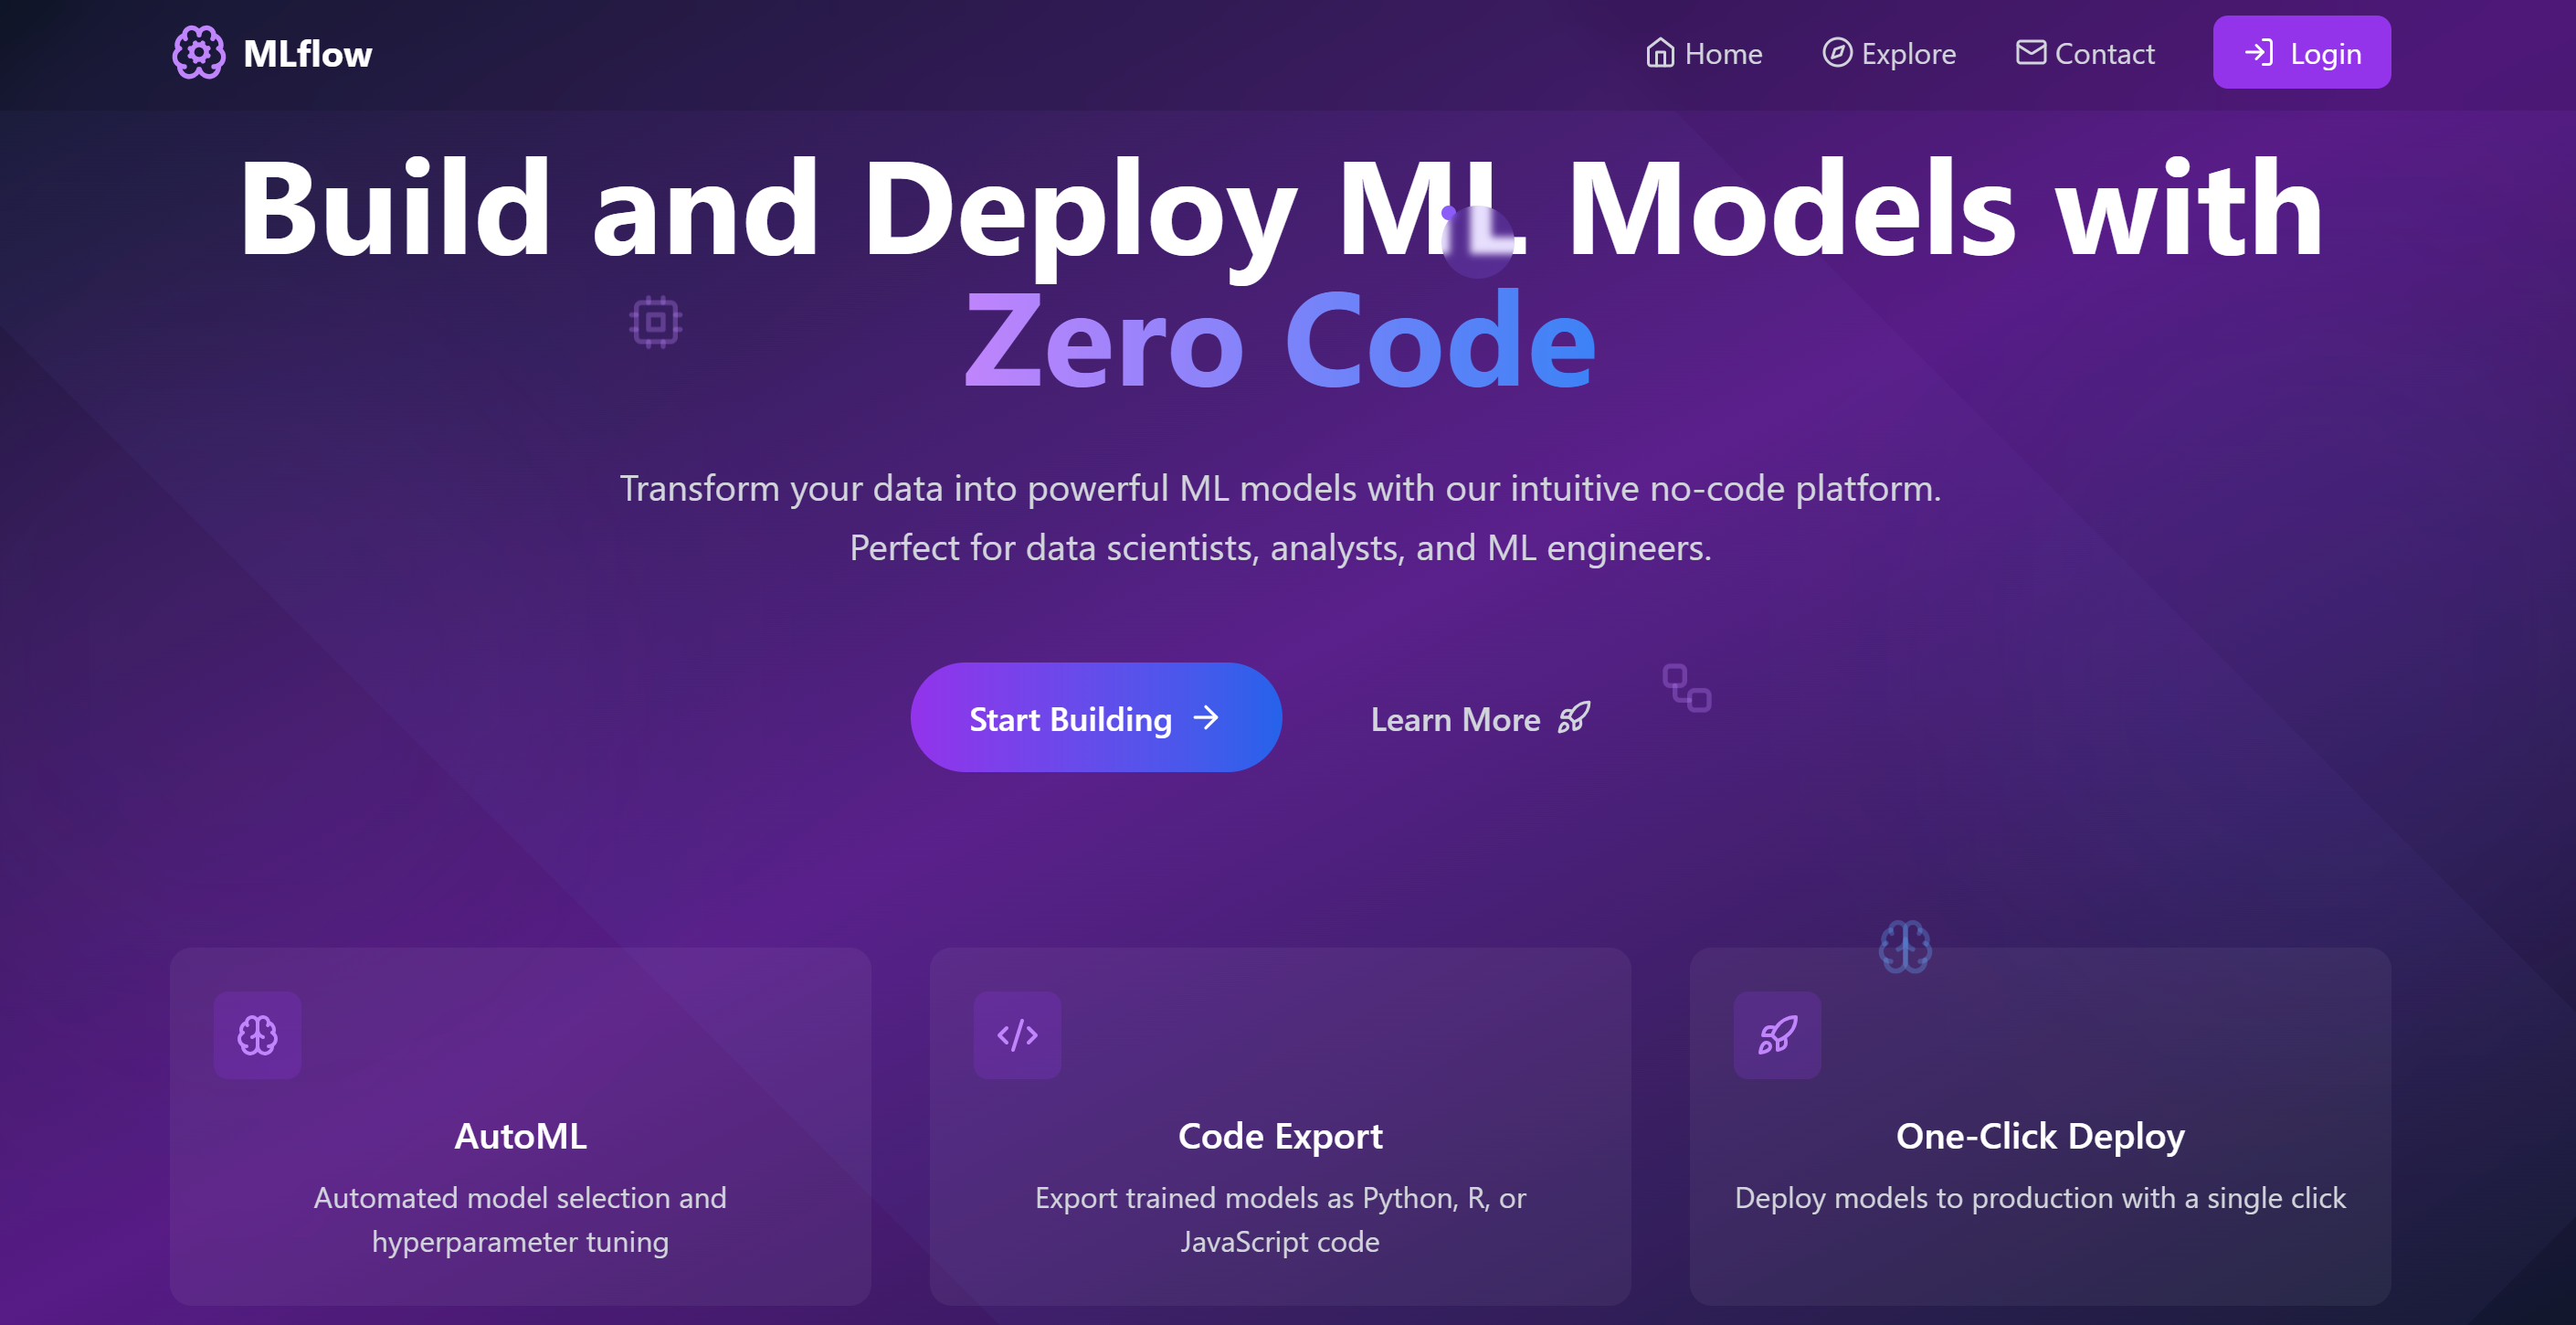 MLflow
Home
Explore
Contact
Login
Build and Deploy ML Models with
Zero Code
Transform your data into powerful ML models with our intuitive no-code platform.
Perfect for data scientists, analysts, and ML engineers.
Start Building
Learn More
AutoML
Automated model selection and
hyperparameter tuning
Code Export
Export trained models as Python, R, or
JavaScript code
One-Click Deploy
Deploy models to production with a single click